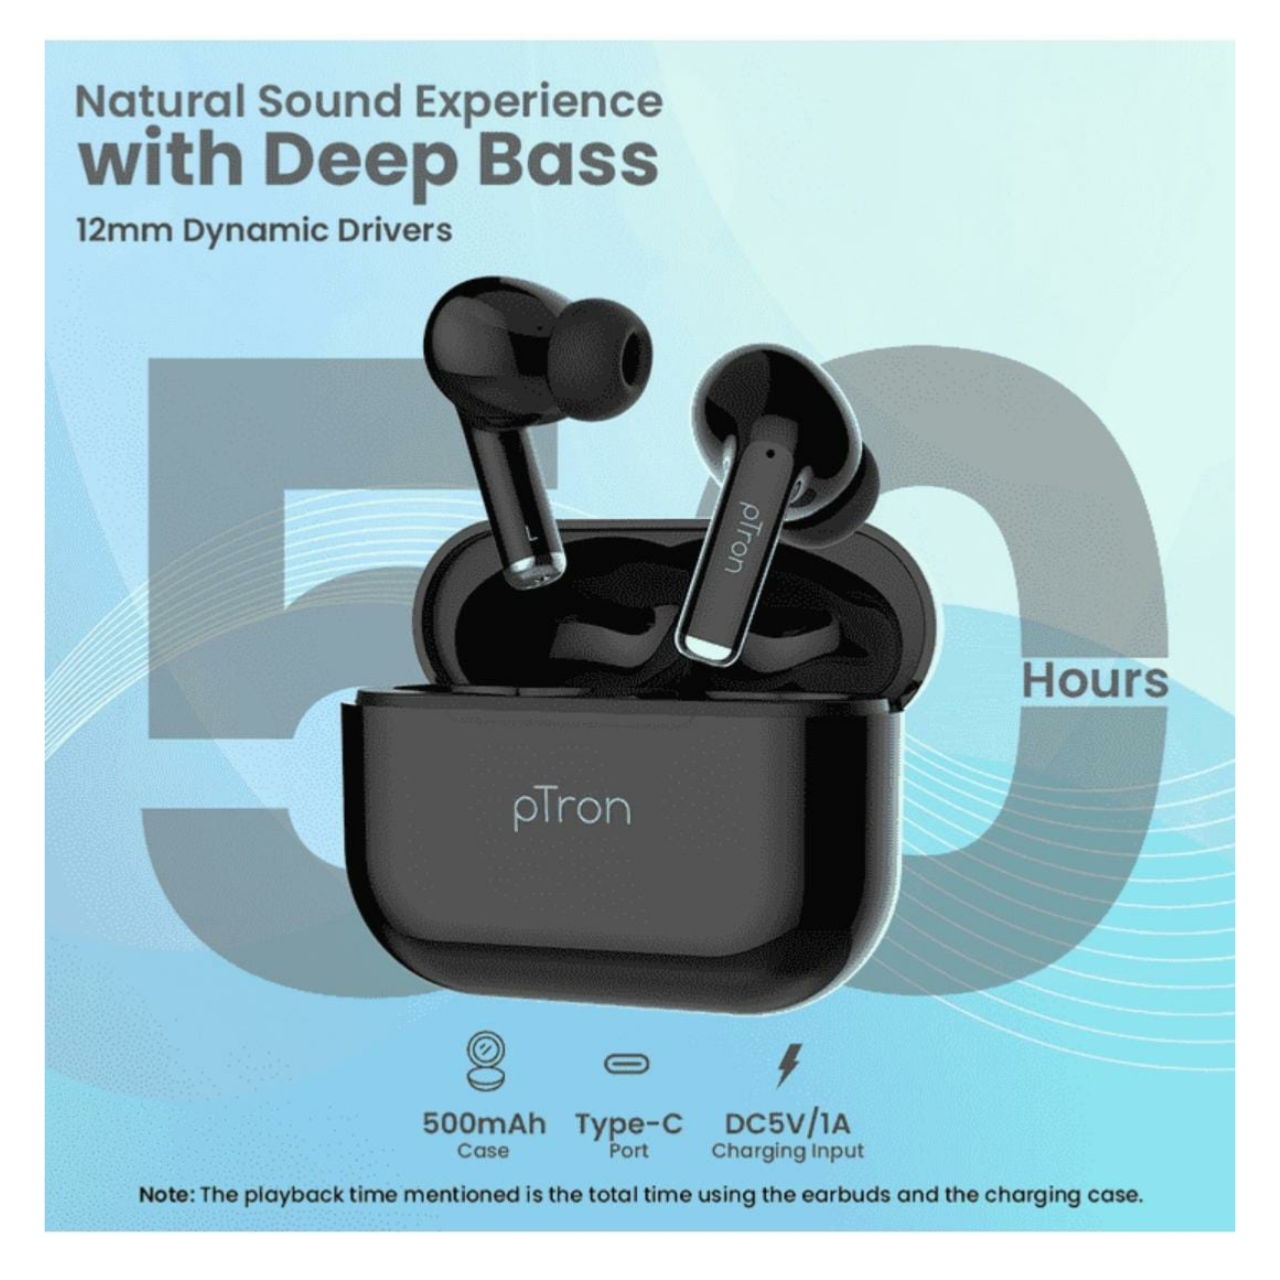 Natural Sound Experience
with Deep Bass
12mm Dynamic Drivers
50
Hours
L
pTron
pTron
500mAh
Case
Type-C
Port
DC5V/1A
Charging Input
Note: The playback time mentioned is the total time using the earbuds and the charging case.